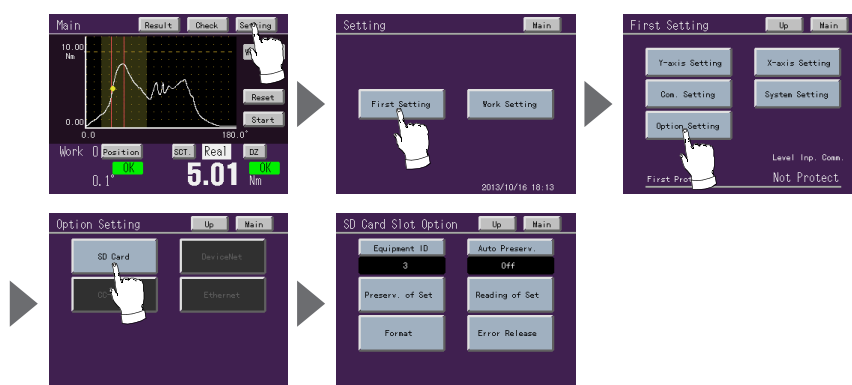 Main Result Check Setting
10.00
Nm
Reset
0.00 Start
0.0 180.0°
Work 0 Position SCT. Real DZ
OK OK
0.1° 5.01 Nm
Setting Main
First Setting Work Setting
2013/10/16 18:13
First Setting Up Main
Y-axis Setting X-axis Setting
Com. Setting System Setting
Option Setting
Level Inp. Comm.
First Not Protect
Option Setting Up Main
SD Card DeviceNet
Ethernet
SD Card Slot Option Up Main
Equipment ID Auto Preserv.
3 Off
Preserv. of Set Reading of Set
Format Error Release